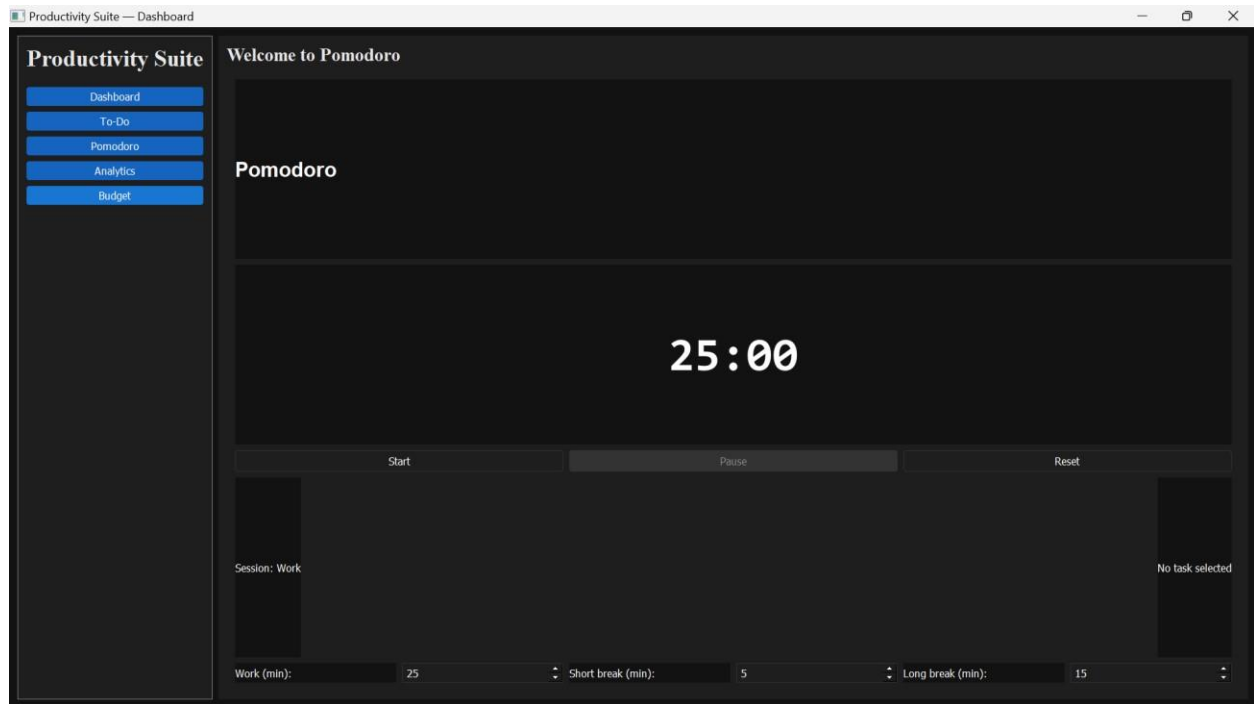 Productivity Suite — Dashboard
Productivity Suite
Dashboard
To-Do
Pomodoro
Analytics
Budget
Welcome to Pomodoro
Pomodoro
25:00
Start Pause Reset
Session: Work No task selected
Work (min): 25 Short break (min): 5 Long break (min): 15